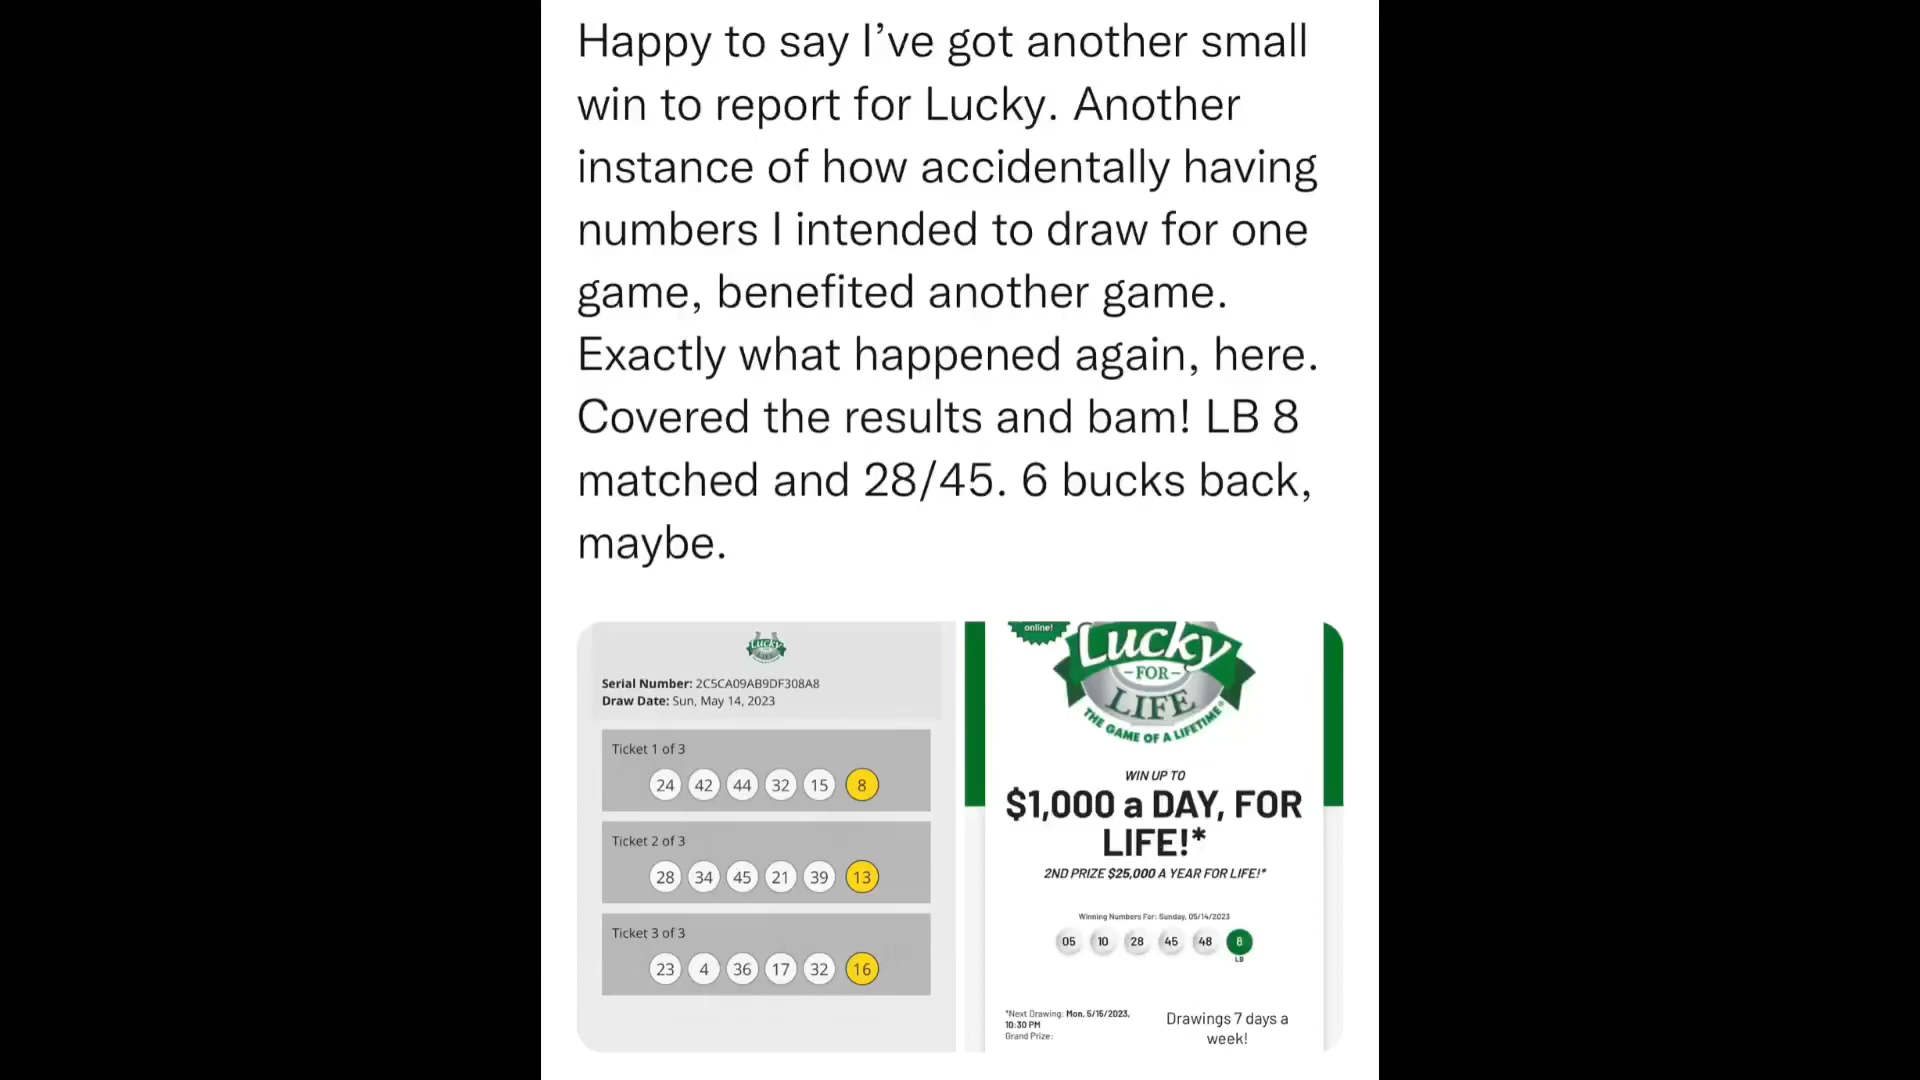 Happy to say I’ve got another small
win to report for Lucky. Another
instance of how accidentally having
numbers I intended to draw for one
game, benefited another game.
Exactly what happened again, here.
Covered the results and bam! LB 8
matched and 28/45. 6 bucks back,
maybe.
LUCKY
Serial Number: 2C5CA09AB9DF308A8
Draw Date: Sun, May 14, 2023
Ticket 1 of 3
24 42 44 32 15 8
Ticket 2 of 3
28 34 45 21 39 13
Ticket 3 of 3
23 4 36 17 32 16
online!
Lucky
-FOR-
LIFE
THE GAME OF A LIFETIME®
WIN UP TO
$1,000 a DAY, FOR
LIFE!*
2ND PRIZE $25,000 A YEAR FOR LIFE!*
Winning Numbers For: Sunday, 05/14/2023
05 10 28 45 48 8
LB
*Next Drawing: Mon, 5/15/2023,
10:30 PM
Grand Prize:
Drawings 7 days a
week!